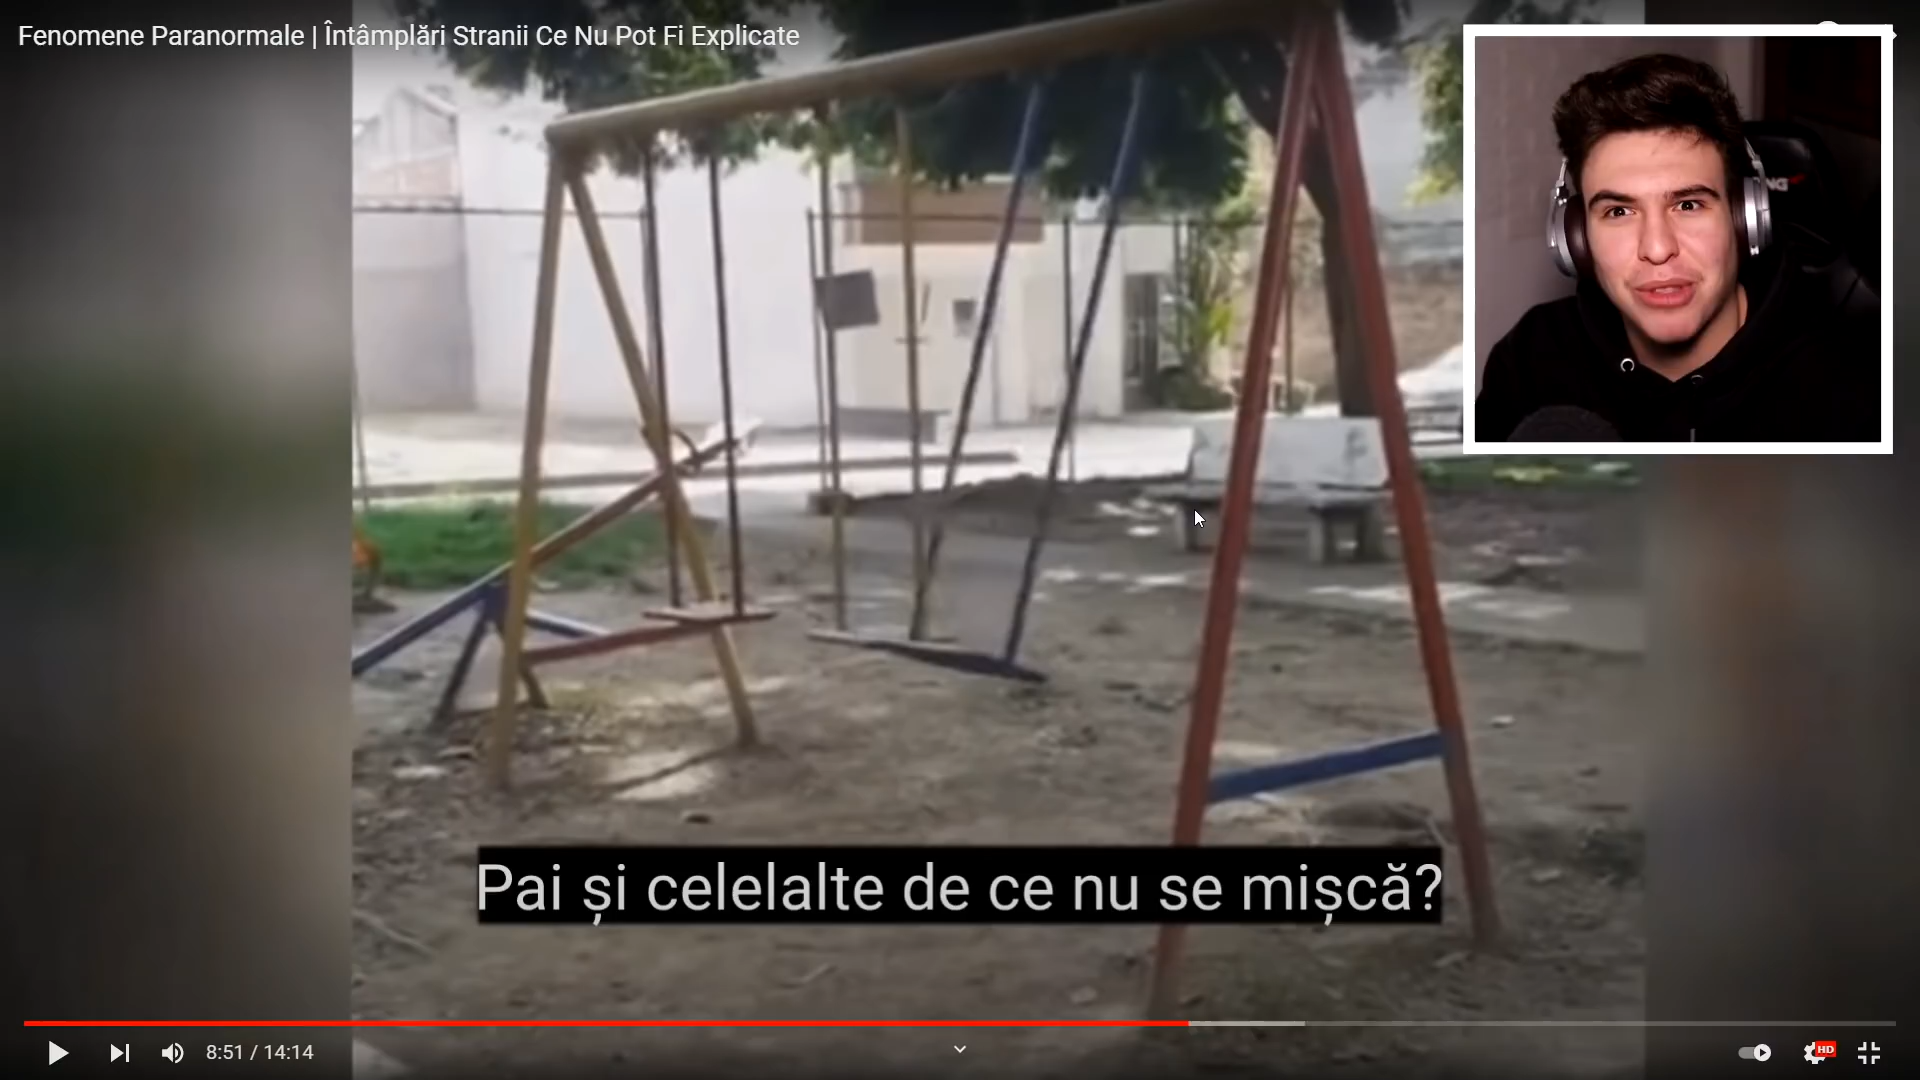 Fenomene Paranormale | Întâmplări Stranii Ce Nu Pot Fi Explicate
Pai și celelalte de ce nu se mișcă?
8:51 / 14:14
HD